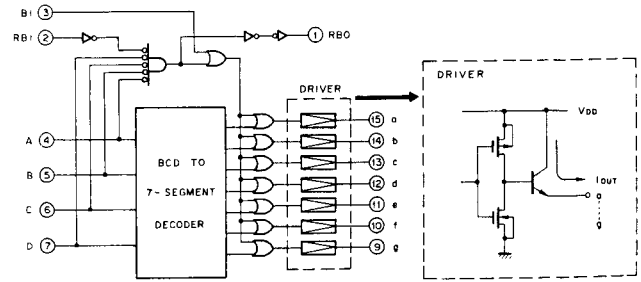 BI 3
RBI 2
1 RBO
DRIVER
DRIVER
VDD
IOUT
a
g
A 4
B 5
C 6
D 7
BCD TO
7-SEGMENT
DECODER
15 a
14 b
13 c
12 d
11 e
10 f
9 g